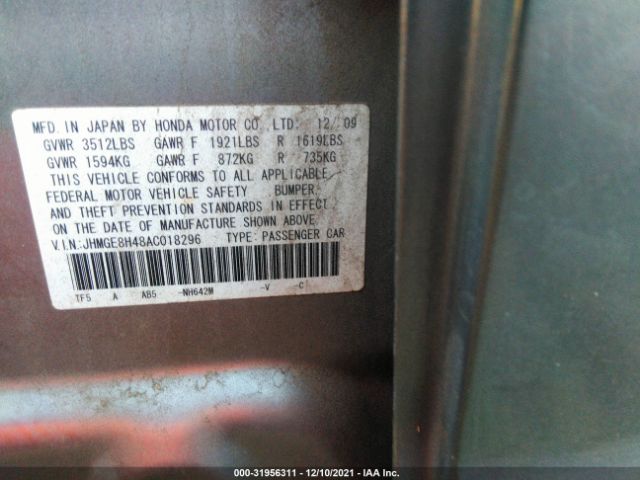 MFD. IN JAPAN BY HONDA MOTOR CO.,LTD. 12/09
GVWR 3512LBS GAWR F 1921LBS R 1619LBS
GVWR 1594KG GAWR F 872KG R 735KG
THIS VEHICLE CONFORMS TO ALL APPLICABLE
FEDERAL MOTOR VEHICLE SAFETY BUMPER,
AND THEFT PREVENTION STANDARDS IN EFFECT
ON THE DATE OF MANUFACTURE SHOWN ABOVE.
V.I.N.:JHMGE8H48AC018296 TYPE: PASSENGER CAR
TF5 A AB5 -NH642M -V -C
000-31956311 - 12/10/2021 - IAA Inc.